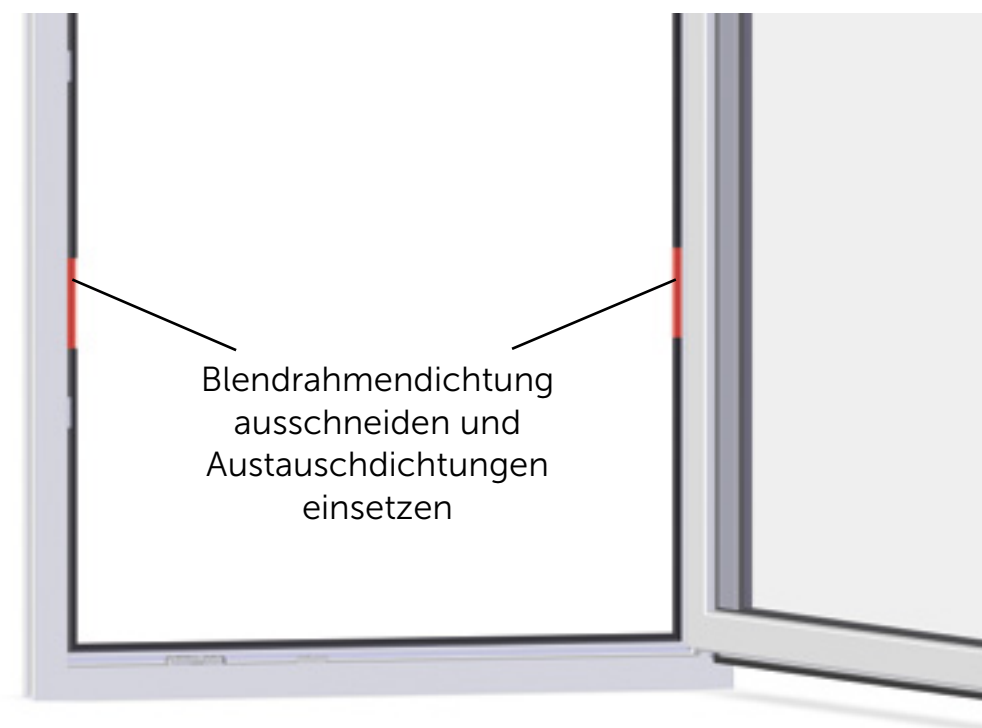 Blendrahmendichtung
ausschneiden und
Austauschdichtungen
einsetzen